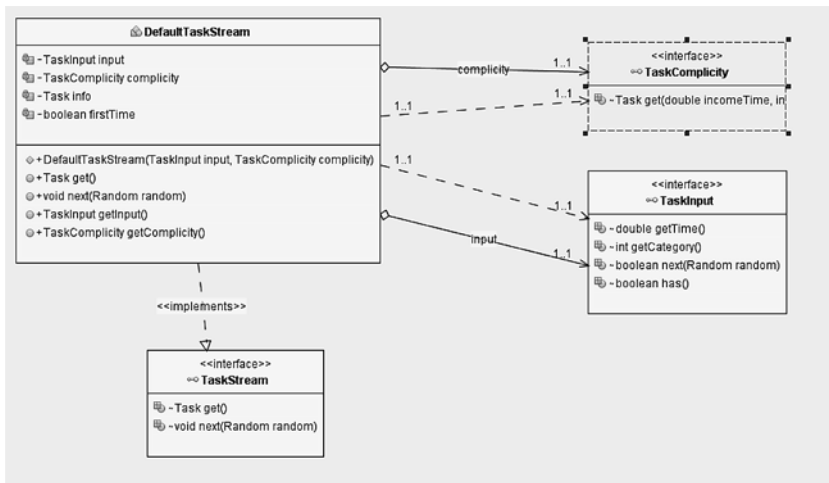 DefaultTaskStream
-TaskInput input
-TaskComplicity complicity
-Task info
-boolean firstTime
+DefaultTaskStream(TaskInput input, TaskComplicity complicity)
+Task get()
+void next(Random random)
+TaskInput getInput()
+TaskComplicity getComplicity()
complicity
1..1
1..1
1..1
<<interface>>
TaskComplicity
~Task get(double incomeTime, in
1..1
1..1
input
1..1
<<interface>>
TaskInput
~double getTime()
~int getCategory()
~boolean next(Random random)
~boolean has()
<<implements>>
<<interface>>
TaskStream
~Task get()
~void next(Random random)